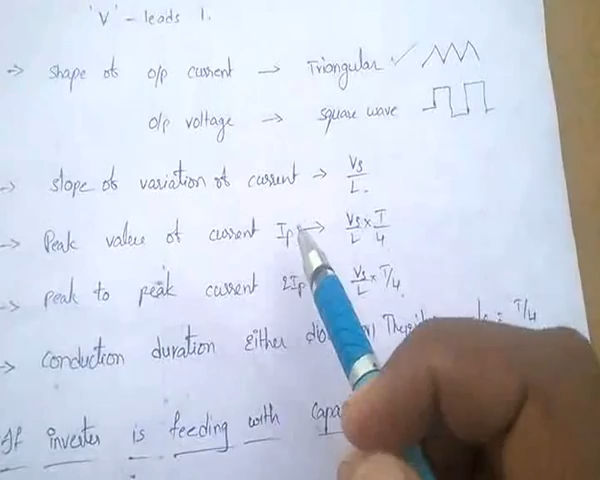 'V' - leads I.
→ shape of o/p current → Triangular ✓
o/p voltage → square wave
→ slope of variation of current → Vs/L.
→ Peak value of current Ip → Vs/L × T/4
→ peak to peak current 2Ip Vs/L × T/4.
→ conduction duration either = T/4
If inverter is feeding with